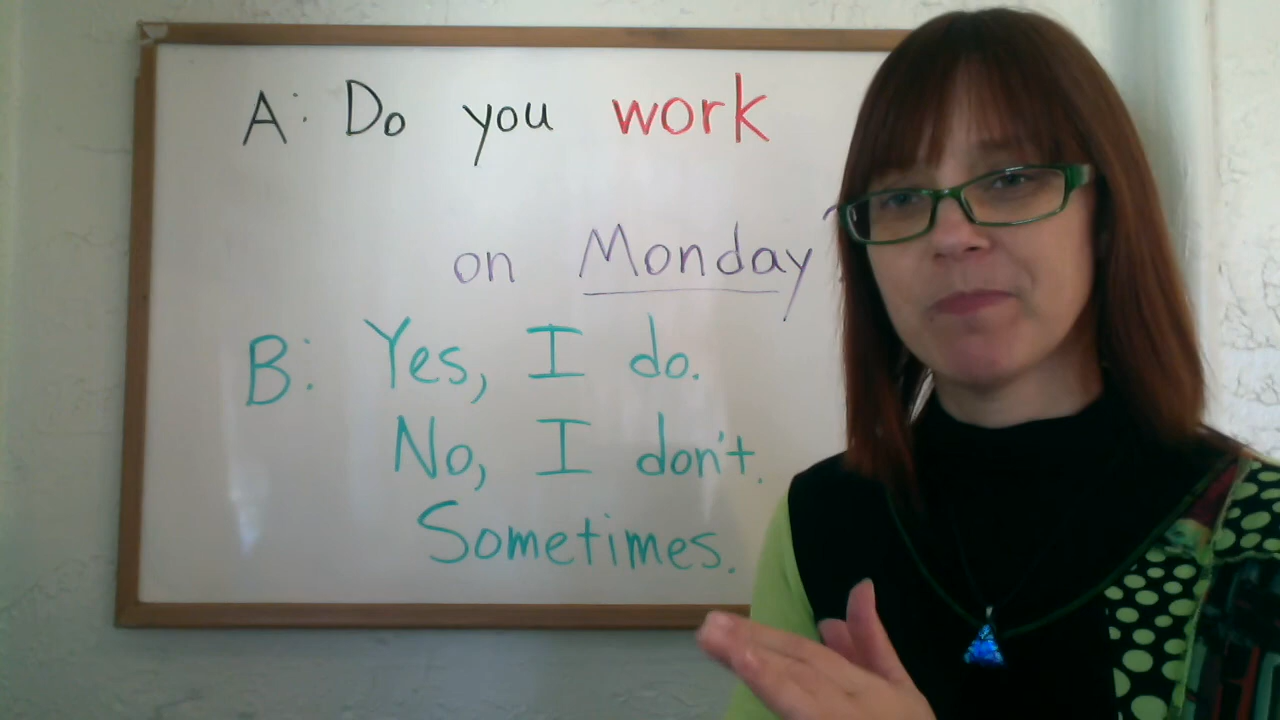 A: Do you work
on Monday
B: Yes, I do.
No, I don't.
Sometimes.